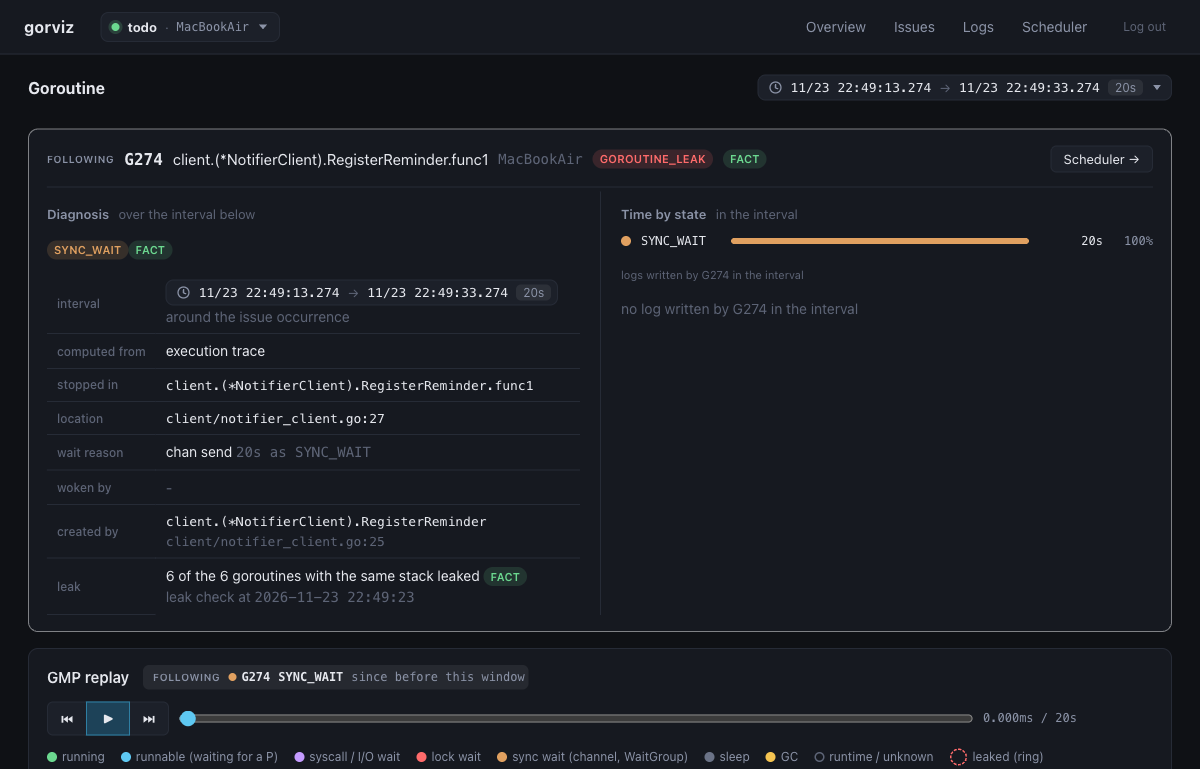 gorviz
todo · MacBookAir
Overview Issues Logs Scheduler Log out
Goroutine
11/23 22:49:13.274 → 11/23 22:49:33.274 20s
FOLLOWING G274 client.(*NotifierClient).RegisterReminder.func1 MacBookAir GOROUTINE_LEAK FACT
Scheduler →
Diagnosis over the interval below
SYNC_WAIT FACT
interval 11/23 22:49:13.274 → 11/23 22:49:33.274 20s
around the issue occurrence
computed from execution trace
stopped in client.(*NotifierClient).RegisterReminder.func1
location client/notifier_client.go:27
wait reason chan send 20s as SYNC_WAIT
woken by –
created by client.(*NotifierClient).RegisterReminder
client/notifier_client.go:25
leak 6 of the 6 goroutines with the same stack leaked FACT
leak check at 2026-11-23 22:49:23
Time by state in the interval
SYNC_WAIT 20s 100%
logs written by G274 in the interval
no log written by G274 in the interval
GMP replay FOLLOWING G274 SYNC_WAIT since before this window
0.000ms / 20s
running runnable (waiting for a P) syscall / I/O wait lock wait sync wait (channel, WaitGroup) sleep GC runtime / unknown leaked (ring)